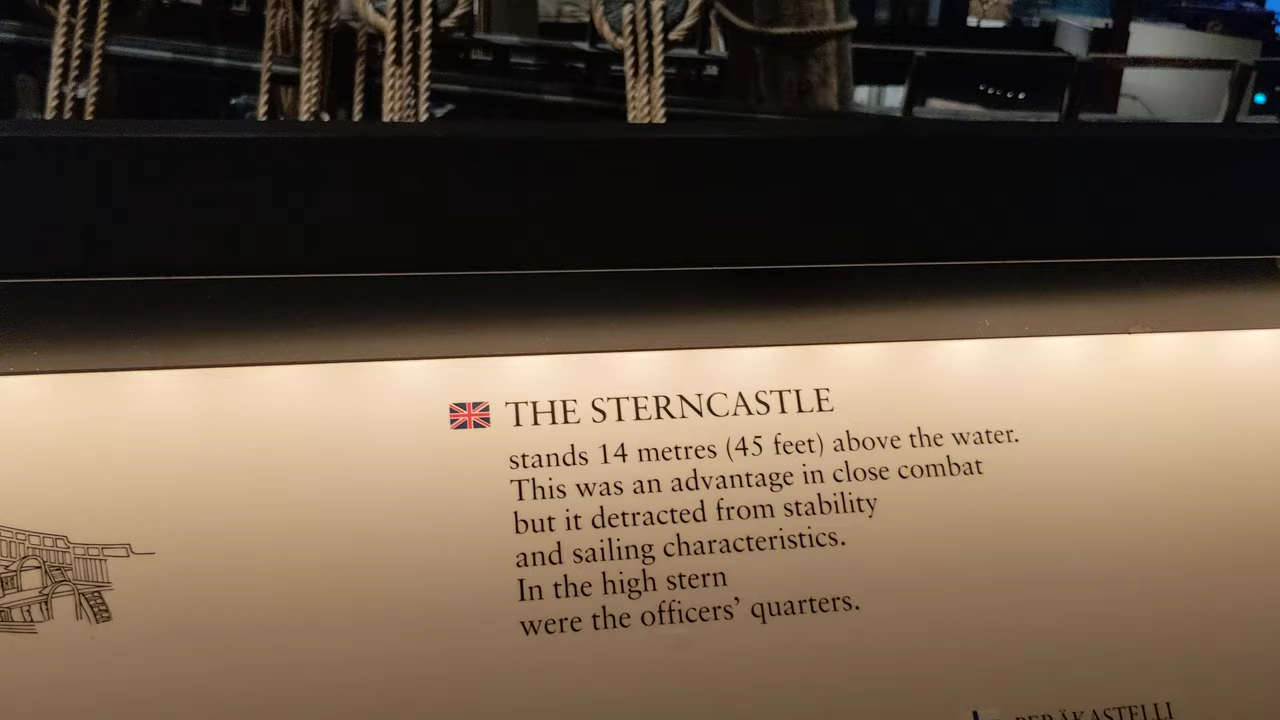 THE STERNCASTLE
stands 14 metres (45 feet) above the water.
This was an advantage in close combat
but it detracted from stability
and sailing characteristics.
In the high stern
were the officers’ quarters.
PERÄKASTELLI